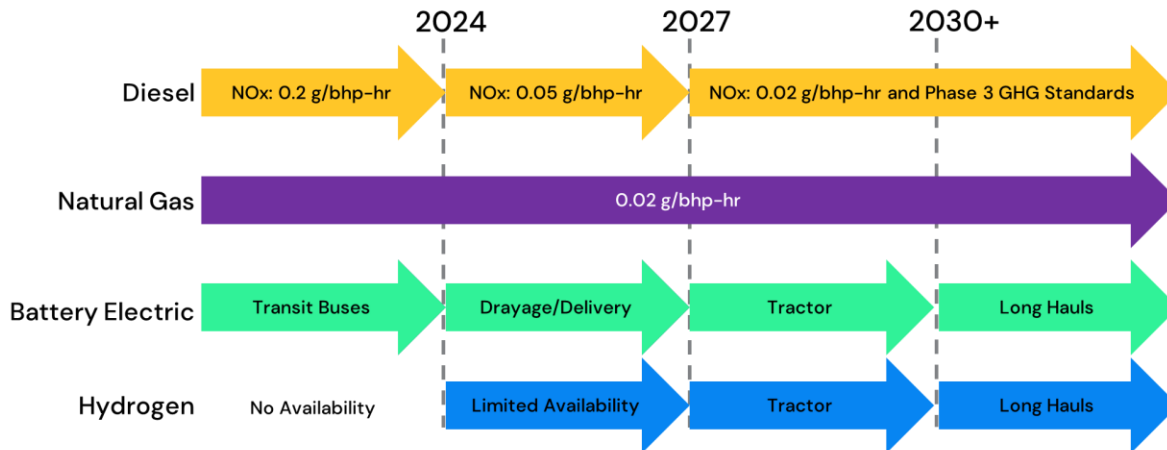 2024 2027 2030+
Diesel NOx: 0.2 g/bhp-hr NOx: 0.05 g/bhp-hr NOx: 0.02 g/bhp-hr and Phase 3 GHG Standards
Natural Gas 0.02 g/bhp-hr
Battery Electric Transit Buses Drayage/Delivery Tractor Long Hauls
Hydrogen No Availability Limited Availability Tractor Long Hauls